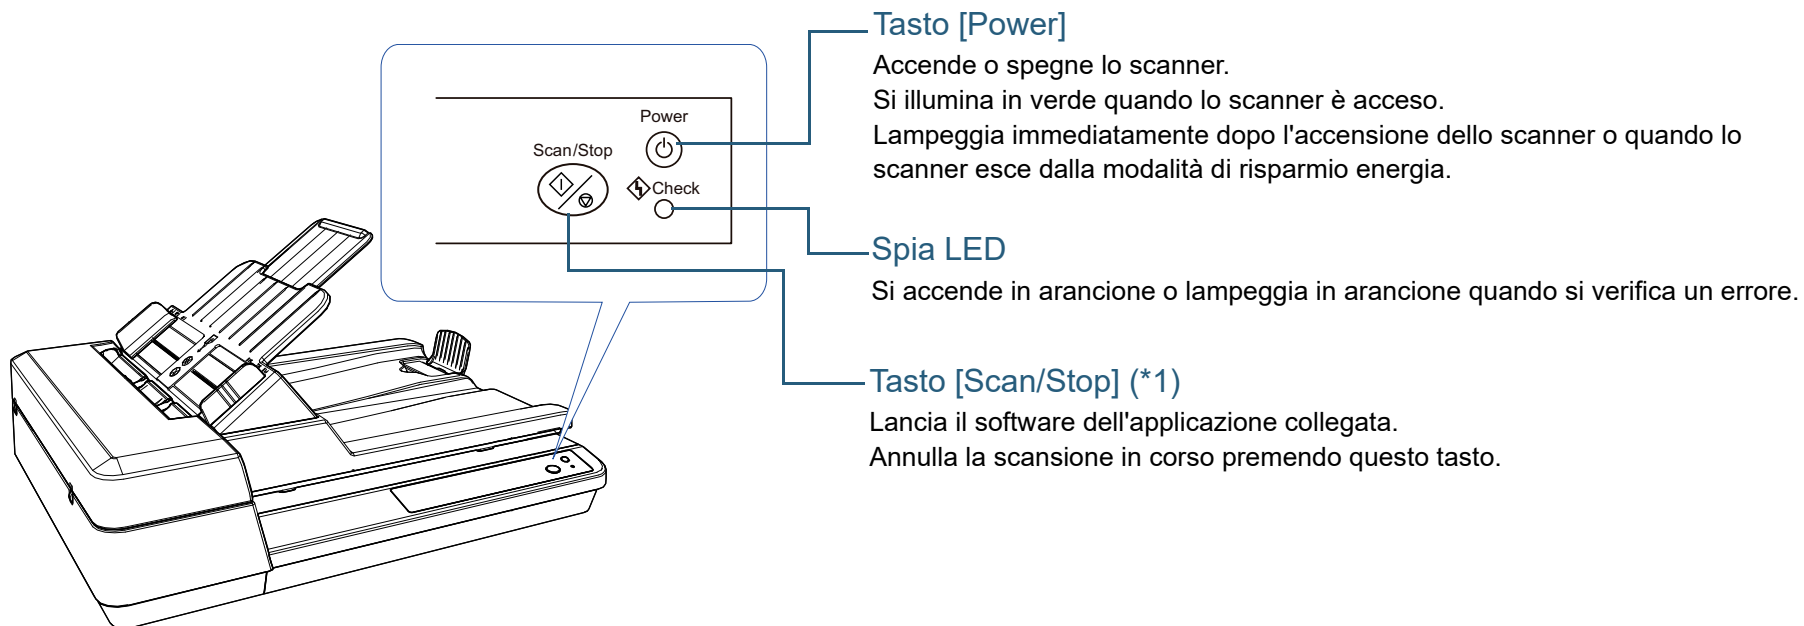 Tasto [Power]
Accende o spegne lo scanner.
Si illumina in verde quando lo scanner è acceso.
Lampeggia immediatamente dopo l'accensione dello scanner o quando lo
scanner esce dalla modalità di risparmio energia.
Power
Scan/Stop
Check
Spia LED
Si accende in arancione o lampeggia in arancione quando si verifica un errore.
Tasto [Scan/Stop] (*1)
Lancia il software dell'applicazione collegata.
Annulla la scansione in corso premendo questo tasto.